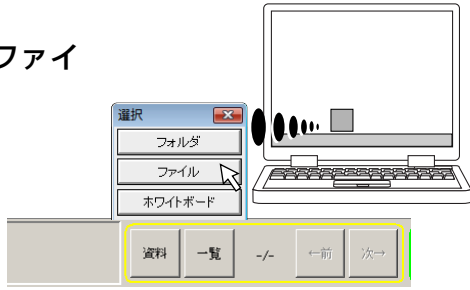 ファイ
選択
フォルダ
ファイル
ホワイトボード
資料 一覧 -/- ←前 次→